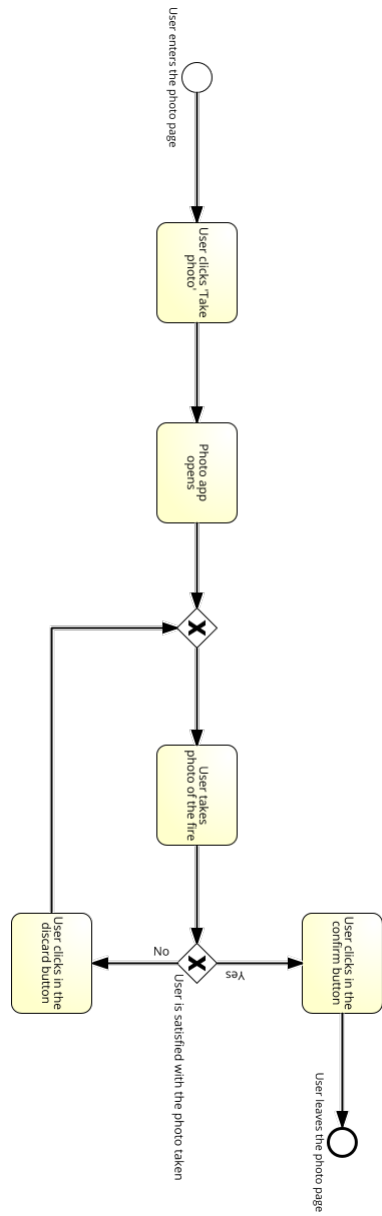 User enters the photo page
User clicks 'Take
photo'
Photo app
opens
User takes
photo of the fire
User is satisfied with the photo taken
Yes
No
User clicks in the
confirm button
User clicks in the
discard button
User leaves the photo page